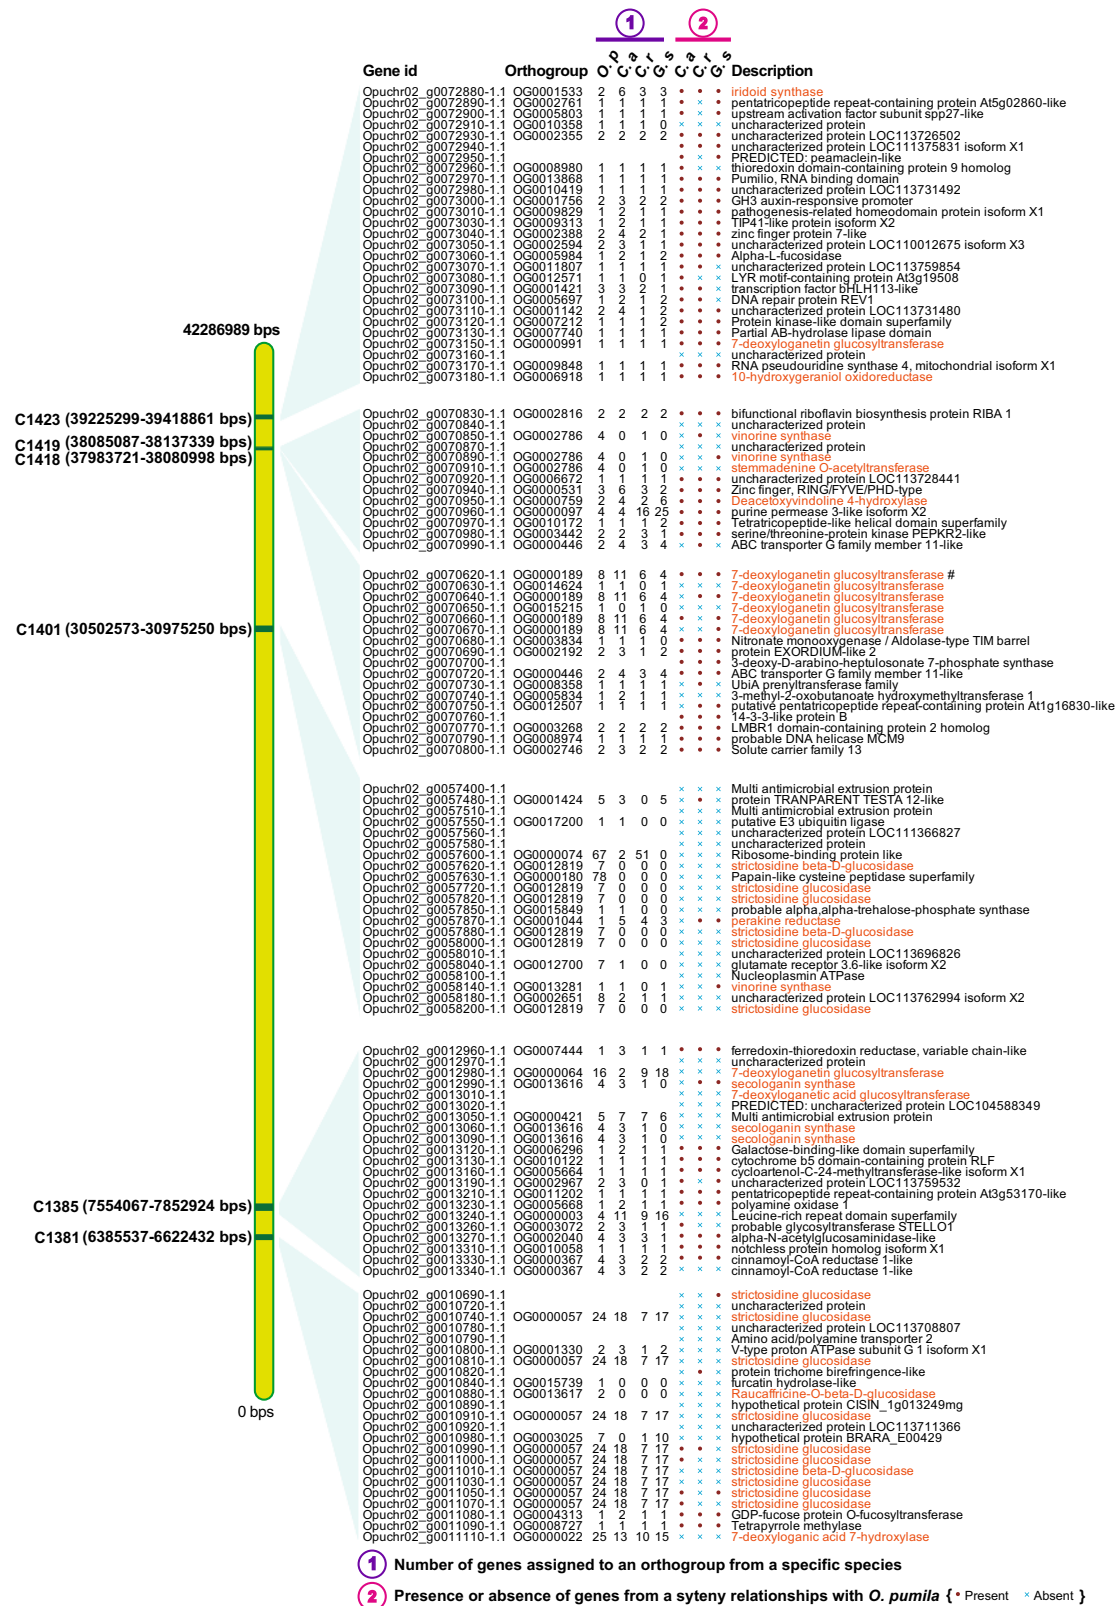 1 2
O. p C. a C. r G. s C. a C. r G. s
Gene id Orthogroup Description
Opuchr02_g0072880-1.1 OG0001533 2 6 3 3 • • • iridoid synthase
Opuchr02_g0072890-1.1 OG0002761 1 1 1 1 • × • pentatricopeptide repeat-containing protein At5g02860-like
Opuchr02_g0072900-1.1 OG0005803 1 1 1 1 • × • upstream activation factor subunit spp27-like
Opuchr02_g0072910-1.1 OG0010358 1 1 1 0 × × × uncharacterized protein
Opuchr02_g0072930-1.1 OG0002355 2 2 2 2 • • • uncharacterized protein LOC113726502
Opuchr02_g0072940-1.1 • • • uncharacterized protein LOC111375831 isoform X1
Opuchr02_g0072950-1.1 • × • PREDICTED: peamaclein-like
Opuchr02_g0072960-1.1 OG0008980 1 1 1 1 • × × thioredoxin domain-containing protein 9 homolog
Opuchr02_g0072970-1.1 OG0013868 1 1 1 1 • • • Pumilio, RNA binding domain
Opuchr02_g0072980-1.1 OG0010419 1 1 1 1 • • • uncharacterized protein LOC113731492
Opuchr02_g0073000-1.1 OG0001756 2 3 2 2 • • • GH3 auxin-responsive promoter
Opuchr02_g0073010-1.1 OG0009829 1 2 1 1 • • • pathogenesis-related homeodomain protein isoform X1
Opuchr02_g0073030-1.1 OG0009313 1 2 1 1 • • • TIP41-like protein isoform X2
Opuchr02_g0073040-1.1 OG0002388 2 4 2 1 • • • zinc finger protein 7-like
Opuchr02_g0073050-1.1 OG0002594 2 3 1 1 • • • uncharacterized protein LOC110012675 isoform X3
Opuchr02_g0073060-1.1 OG0005984 1 2 1 2 • • • Alpha-L-fucosidase
Opuchr02_g0073070-1.1 OG0011807 1 1 1 1 • • × uncharacterized protein LOC113759854
Opuchr02_g0073080-1.1 OG0012571 1 1 0 1 • × × LYR motif-containing protein At3g19508
Opuchr02_g0073090-1.1 OG0001421 3 3 2 1 • • × transcription factor bHLH113-like
Opuchr02_g0073100-1.1 OG0005697 1 2 1 2 • • × DNA repair protein REV1
Opuchr02_g0073110-1.1 OG0001142 2 4 1 2 • • • uncharacterized protein LOC113731480
Opuchr02_g0073120-1.1 OG0007212 1 1 1 2 • • • Protein kinase-like domain superfamily
Opuchr02_g0073130-1.1 OG0007740 1 1 1 1 • • • Partial AB-hydrolase lipase domain
Opuchr02_g0073150-1.1 OG0000991 1 1 1 1 • • • 7-deoxyloganetin glucosyltransferase
Opuchr02_g0073160-1.1 × × × uncharacterized protein
Opuchr02_g0073170-1.1 OG0009848 1 1 1 1 • • • RNA pseudouridine synthase 4, mitochondrial isoform X1
Opuchr02_g0073180-1.1 OG0006918 1 1 1 1 • • • 10-hydroxygeraniol oxidoreductase
42286989 bps
C1423 (39225299-39418861 bps)
C1419 (38085087-38137339 bps)
C1418 (37983721-38080998 bps)
C1401 (30502573-30975250 bps)
C1385 (7554067-7852924 bps)
C1381 (6385537-6622432 bps)
0 bps
Opuchr02_g0070830-1.1 OG0002816 2 2 2 2 • • • bifunctional riboflavin biosynthesis protein RIBA 1
Opuchr02_g0070840-1.1 × × × uncharacterized protein
Opuchr02_g0070850-1.1 OG0002786 4 0 1 0 × • × vinorine synthase
Opuchr02_g0070870-1.1 × × × uncharacterized protein
Opuchr02_g0070890-1.1 OG0002786 4 0 1 0 × × • vinorine synthase
Opuchr02_g0070910-1.1 OG0002786 4 0 1 0 × × × stemmadenine O-acetyltransferase
Opuchr02_g0070920-1.1 OG0006672 1 1 1 1 • • • uncharacterized protein LOC113728441
Opuchr02_g0070940-1.1 OG0000531 3 6 3 2 • • • Zinc finger, RING/FYVE/PHD-type
Opuchr02_g0070950-1.1 OG0000759 2 4 2 6 • • • Deacetoxyvindoline 4-hydroxylase
Opuchr02_g0070960-1.1 OG0000097 4 4 16 25 • • • purine permease 3-like isoform X2
Opuchr02_g0070970-1.1 OG0010172 1 1 1 2 • • • Tetratricopeptide-like helical domain superfamily
Opuchr02_g0070980-1.1 OG0003442 2 2 3 1 • • • serine/threonine-protein kinase PEPKR2-like
Opuchr02_g0070990-1.1 OG0000446 2 4 3 4 × • × ABC transporter G family member 11-like
Opuchr02_g0070620-1.1 OG0000189 8 11 6 4 • • • 7-deoxyloganetin glucosyltransferase #
Opuchr02_g0070630-1.1 OG0014624 1 1 0 1 × × × 7-deoxyloganetin glucosyltransferase
Opuchr02_g0070640-1.1 OG0000189 8 11 6 4 × • • 7-deoxyloganetin glucosyltransferase
Opuchr02_g0070650-1.1 OG0015215 1 0 1 0 × × × 7-deoxyloganetin glucosyltransferase
Opuchr02_g0070660-1.1 OG0000189 8 11 6 4 • × • 7-deoxyloganetin glucosyltransferase
Opuchr02_g0070670-1.1 OG0000189 8 11 6 4 × × × 7-deoxyloganetin glucosyltransferase
Opuchr02_g0070680-1.1 OG0003834 1 1 1 0 • • • Nitronate monooxygenase / Aldolase-type TIM barrel
Opuchr02_g0070690-1.1 OG0002192 2 3 1 2 • • • protein EXORDIUM-like 2
Opuchr02_g0070700-1.1 • • • 3-deoxy-D-arabino-heptulosonate 7-phosphate synthase
Opuchr02_g0070720-1.1 OG0000446 2 4 3 4 • • • ABC transporter G family member 11-like
Opuchr02_g0070730-1.1 OG0008358 1 1 1 1 × • × UbiA prenyltransferase family
Opuchr02_g0070740-1.1 OG0005834 1 2 1 1 × × × 3-methyl-2-oxobutanoate hydroxymethyltransferase 1
Opuchr02_g0070750-1.1 OG0012507 1 1 1 1 × • • putative pentatricopeptide repeat-containing protein At1g16830-like
Opuchr02_g0070760-1.1 • • • 14-3-3-like protein B
Opuchr02_g0070770-1.1 OG0003268 2 2 2 2 • • • LMBR1 domain-containing protein 2 homolog
Opuchr02_g0070790-1.1 OG0008974 1 1 1 1 • • • probable DNA helicase MCM9
Opuchr02_g0070800-1.1 OG0002746 2 3 2 2 • • • Solute carrier family 13
Opuchr02_g0057400-1.1 × × × Multi antimicrobial extrusion protein
Opuchr02_g0057480-1.1 OG0001424 5 3 0 5 × • × protein TRANPARENT TESTA 12-like
Opuchr02_g0057510-1.1 × × × Multi antimicrobial extrusion protein
Opuchr02_g0057550-1.1 OG0017200 1 1 0 0 × × × putative E3 ubiquitin ligase
Opuchr02_g0057560-1.1 × × × uncharacterized protein LOC111366827
Opuchr02_g0057580-1.1 × × × uncharacterized protein
Opuchr02_g0057600-1.1 OG0000074 67 2 51 0 × × × Ribosome-binding protein like
Opuchr02_g0057620-1.1 OG0012819 7 0 0 0 × × × strictosidine beta-D-glucosidase
Opuchr02_g0057630-1.1 OG0000180 78 0 0 0 × × × Papain-like cysteine peptidase superfamily
Opuchr02_g0057720-1.1 OG0012819 7 0 0 0 × × × strictosidine glucosidase
Opuchr02_g0057820-1.1 OG0012819 7 0 0 0 × × × strictosidine glucosidase
Opuchr02_g0057850-1.1 OG0015849 1 1 0 0 × × × probable alpha,alpha-trehalose-phosphate synthase
Opuchr02_g0057870-1.1 OG0001044 1 5 4 3 × • • perakine reductase
Opuchr02_g0057880-1.1 OG0012819 7 0 0 0 × × × strictosidine beta-D-glucosidase
Opuchr02_g0058000-1.1 OG0012819 7 0 0 0 × × × strictosidine glucosidase
Opuchr02_g0058010-1.1 × × × uncharacterized protein LOC113696826
Opuchr02_g0058040-1.1 OG0012700 7 1 0 0 × × × glutamate receptor 3.6-like isoform X2
Opuchr02_g0058100-1.1 × × × Nucleoplasmin ATPase
Opuchr02_g0058140-1.1 OG0013281 1 1 0 1 × × • vinorine synthase
Opuchr02_g0058180-1.1 OG0002651 8 2 1 1 × × × uncharacterized protein LOC113762994 isoform X2
Opuchr02_g0058200-1.1 OG0012819 7 0 0 0 × × × strictosidine glucosidase
Opuchr02_g0012960-1.1 OG0007444 1 3 1 1 • • • ferredoxin-thioredoxin reductase, variable chain-like
Opuchr02_g0012970-1.1 × × × uncharacterized protein
Opuchr02_g0012980-1.1 OG0000064 16 2 9 18 × × × 7-deoxyloganetin glucosyltransferase
Opuchr02_g0012990-1.1 OG0013616 4 3 1 0 × • • secologanin synthase
Opuchr02_g0013010-1.1 × × × 7-deoxyloganetic acid glucosyltransferase
Opuchr02_g0013020-1.1 × × × PREDICTED: uncharacterized protein LOC104588349
Opuchr02_g0013050-1.1 OG0000421 5 7 7 6 × × × Multi antimicrobial extrusion protein
Opuchr02_g0013060-1.1 OG0013616 4 3 1 0 × × × secologanin synthase
Opuchr02_g0013090-1.1 OG0013616 4 3 1 0 × × × secologanin synthase
Opuchr02_g0013120-1.1 OG0006296 1 2 1 1 • • • Galactose-binding-like domain superfamily
Opuchr02_g0013130-1.1 OG0010122 1 1 1 1 • • • cytochrome b5 domain-containing protein RLF
Opuchr02_g0013160-1.1 OG0005664 1 1 1 1 • • • cycloartenol-C-24-methyltransferase-like isoform X1
Opuchr02_g0013190-1.1 OG0002967 2 3 0 1 • × • uncharacterized protein LOC113759532
Opuchr02_g0013210-1.1 OG0011202 1 1 1 1 • • • pentatricopeptide repeat-containing protein At3g53170-like
Opuchr02_g0013230-1.1 OG0005668 1 2 1 1 • • • polyamine oxidase 1
Opuchr02_g0013240-1.1 OG0000003 4 11 9 16 × × × Leucine-rich repeat domain superfamily
Opuchr02_g0013260-1.1 OG0003072 2 3 1 1 • × × probable glycosyltransferase STELLO1
Opuchr02_g0013270-1.1 OG0002040 4 3 3 1 • • • alpha-N-acetylglucosaminidase-like
Opuchr02_g0013310-1.1 OG0010058 1 1 1 1 • • • notchless protein homolog isoform X1
Opuchr02_g0013330-1.1 OG0000367 4 3 2 2 • • • cinnamoyl-CoA reductase 1-like
Opuchr02_g0013340-1.1 OG0000367 4 3 2 2 × × × cinnamoyl-CoA reductase 1-like
Opuchr02_g0010690-1.1 × × • strictosidine glucosidase
Opuchr02_g0010720-1.1 × × × uncharacterized protein
Opuchr02_g0010740-1.1 OG0000057 24 18 7 17 × × × strictosidine glucosidase
Opuchr02_g0010780-1.1 × × × uncharacterized protein LOC113708807
Opuchr02_g0010790-1.1 × × × Amino acid/polyamine transporter 2
Opuchr02_g0010800-1.1 OG0001330 2 3 1 2 × × × V-type proton ATPase subunit G 1 isoform X1
Opuchr02_g0010810-1.1 OG0000057 24 18 7 17 × × × strictosidine glucosidase
Opuchr02_g0010820-1.1 × • × protein trichome birefringence-like
Opuchr02_g0010840-1.1 OG0015739 1 0 0 0 × × × furcatin hydrolase-like
Opuchr02_g0010880-1.1 OG0013617 2 0 0 0 × × × Raucaffricine-O-beta-D-glucosidase
Opuchr02_g0010890-1.1 × × × hypothetical protein CISIN_1g013249mg
Opuchr02_g0010910-1.1 OG0000057 24 18 7 17 × × × strictosidine glucosidase
Opuchr02_g0010920-1.1 × × × uncharacterized protein LOC113711366
Opuchr02_g0010980-1.1 OG0003025 7 0 1 10 × × × hypothetical protein BRARA_E00429
Opuchr02_g0010990-1.1 OG0000057 24 18 7 17 • • × strictosidine glucosidase
Opuchr02_g0011000-1.1 OG0000057 24 18 7 17 • × × strictosidine glucosidase
Opuchr02_g0011010-1.1 OG0000057 24 18 7 17 × × × strictosidine beta-D-glucosidase
Opuchr02_g0011030-1.1 OG0000057 24 18 7 17 × × × strictosidine glucosidase
Opuchr02_g0011050-1.1 OG0000057 24 18 7 17 • × • strictosidine glucosidase
Opuchr02_g0011070-1.1 OG0000057 24 18 7 17 • × × strictosidine glucosidase
Opuchr02_g0011080-1.1 OG0004313 1 2 1 1 • • • GDP-fucose protein O-fucosyltransferase
Opuchr02_g0011090-1.1 OG0008727 1 1 1 1 • • • Tetrapyrrole methylase
Opuchr02_g0011110-1.1 OG0000022 25 13 10 15 × × × 7-deoxyloganic acid 7-hydroxylase
1 Number of genes assigned to an orthogroup from a specific species
2 Presence or absence of genes from a syteny relationships with O. pumila { • Present × Absent }